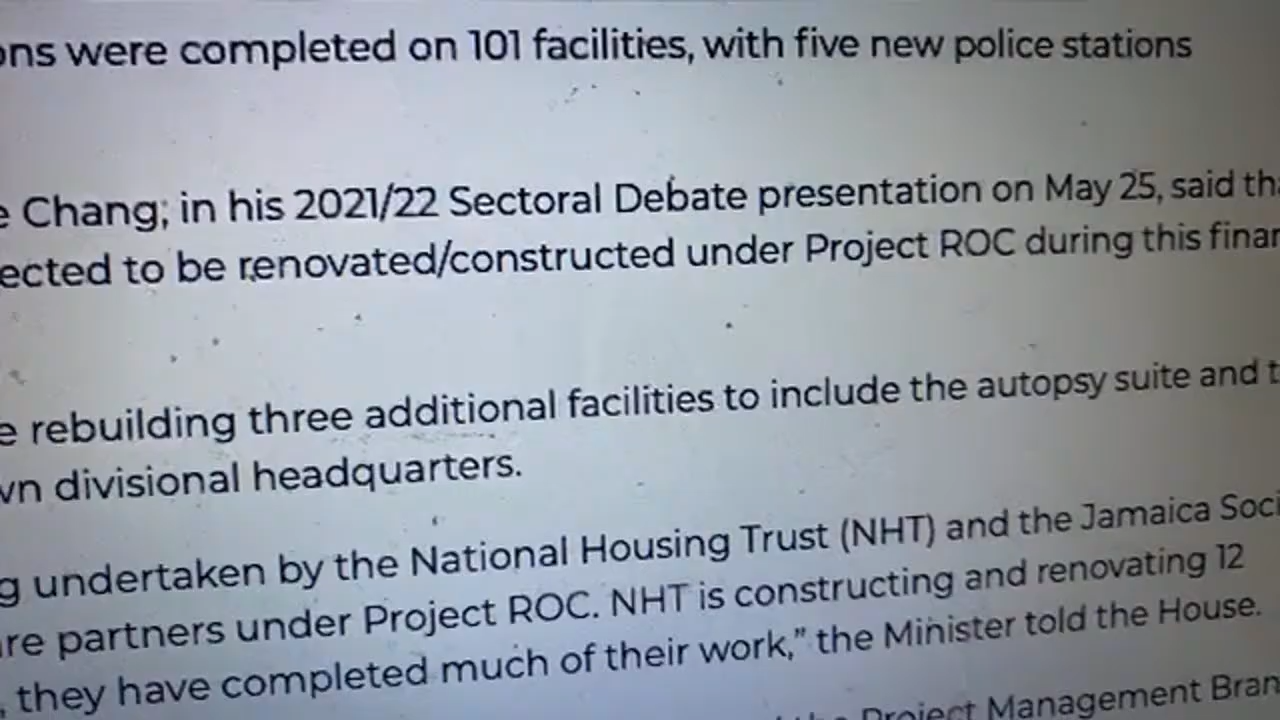 ons were completed on 101 facilities, with five new police stations
e Chang; in his 2021/22 Sectoral Debate presentation on May 25, said tha
ected to be renovated/constructed under Project ROC during this finan
e rebuilding three additional facilities to include the autopsy suite and t
wn divisional headquarters.
g undertaken by the National Housing Trust (NHT) and the Jamaica Soci
are partners under Project ROC. NHT is constructing and renovating 12
, they have completed much of their work,” the Minister told the House.
the Project Management Bran